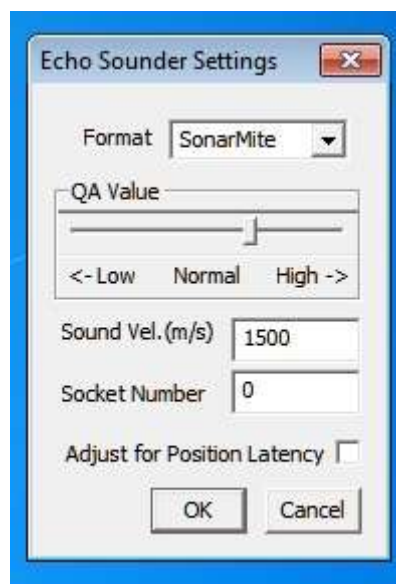 Echo Sounder Settings
Format SonarMite
QA Value
<- Low Normal High ->
Sound Vel.(m/s) 1500
Socket Number 0
Adjust for Position Latency
OK Cancel